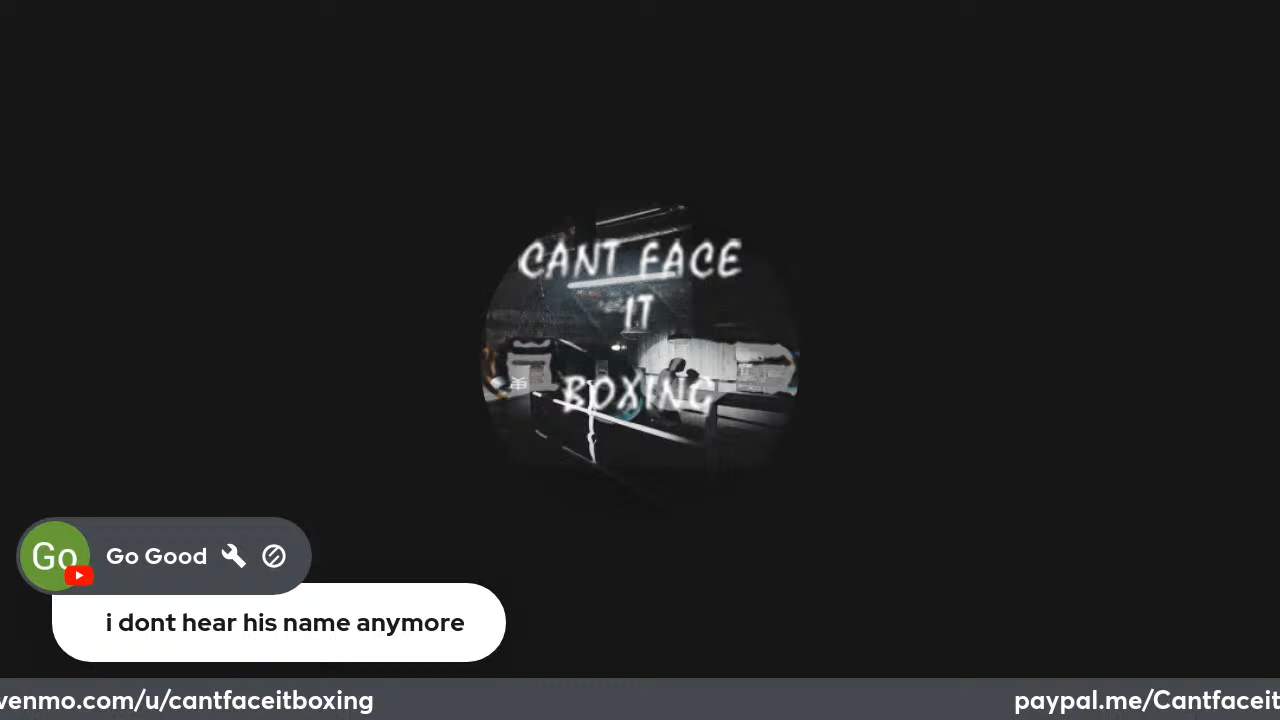 CANT FACE
IT
BOXING
Go
Go Good
i dont hear his name anymore
venmo.com/u/cantfaceitboxing
paypal.me/Cantfaceit